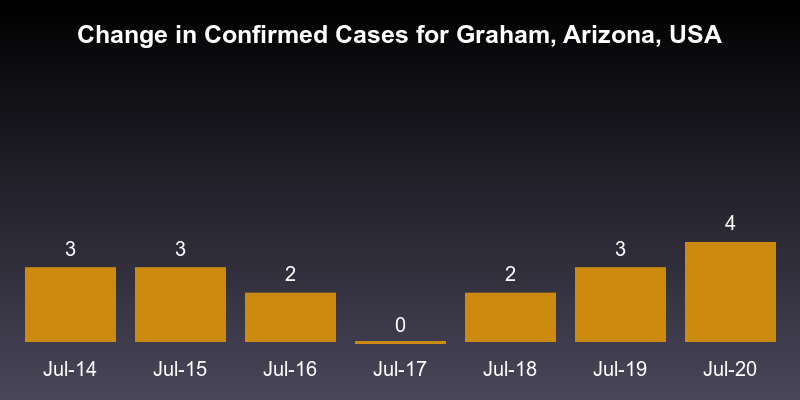 Change in Confirmed Cases for Graham, Arizona, USA
4
3 3 3
2 2
0
Jul-14 Jul-15 Jul-16 Jul-17 Jul-18 Jul-19 Jul-20